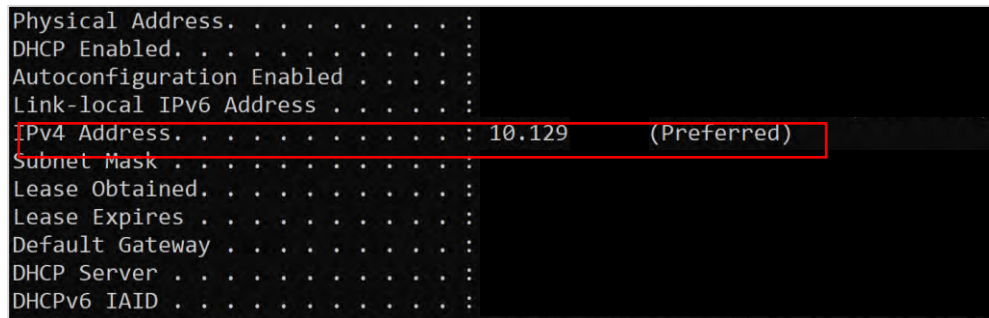 Physical Address. . . . . . . . . :
DHCP Enabled. . . . . . . . . . . :
Autoconfiguration Enabled . . . . :
Link-local IPv6 Address . . . . . :
IPv4 Address. . . . . . . . . . . : 10.129 (Preferred)
Subnet Mask . . . . . . . . . . . :
Lease Obtained. . . . . . . . . . :
Lease Expires . . . . . . . . . . :
Default Gateway . . . . . . . . . :
DHCP Server . . . . . . . . . . . :
DHCPv6 IAID . . . . . . . . . . . :